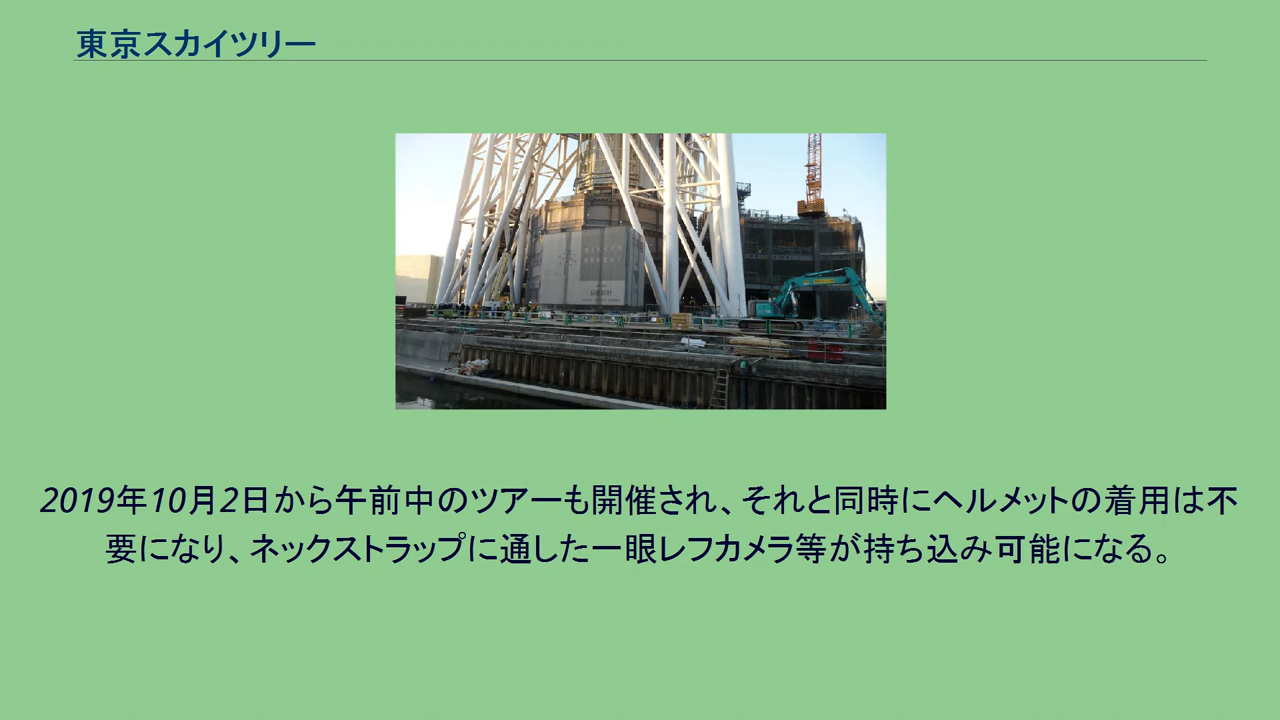 東京スカイツリー
2019年10月2日から午前中のツアーも開催され、それと同時にヘルメットの着用は不
要になり、ネックストラップに通した一眼レフカメラ等が持ち込み可能になる。